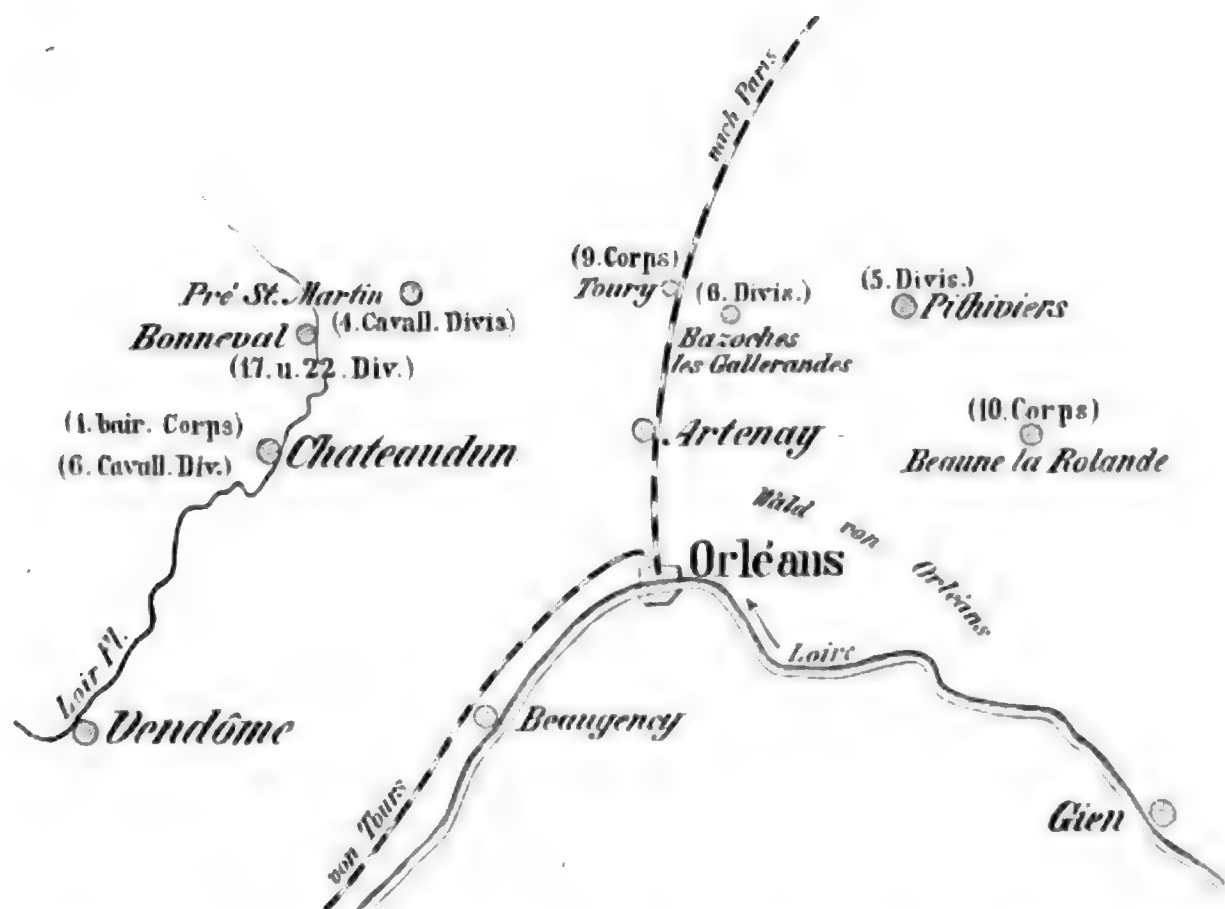 nach Paris
(9. Corps)
Toury
(6. Divis.)
Bazoches
les Gallerandes
(5. Divis.)
Pithiviers
Pré St. Martin
(4. Cavall. Divis)
Bonneval
(17. u. 22. Div.)
(1. bair. Corps)
(6. Cavall. Div.)
Chateaudun
Artenay
(10. Corps)
Beaune la Rolande
Wald von Orléans
Orléans
Loire
Loir Fl.
Vendôme
Beaugency
von Tours
Gien